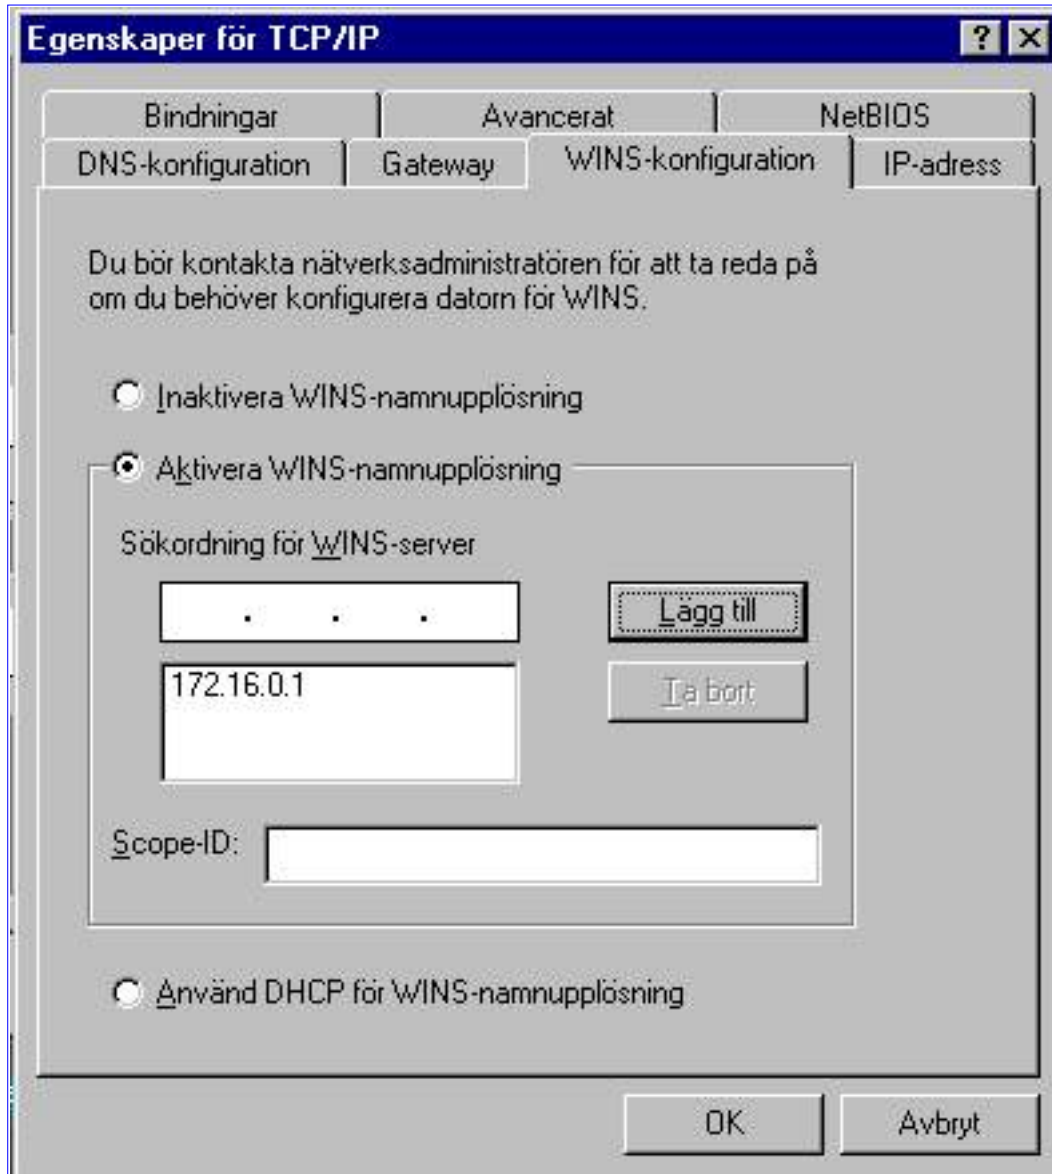 Egenskaper för TCP/IP
Bindningar
Avancerat
NetBIOS
DNS-konfiguration
Gateway
WINS-konfiguration
IP-adress
Du bör kontakta nätverksadministratören för att ta reda på
om du behöver konfigurera datorn för WINS.
Inaktivera WINS-namnupplösning
Aktivera WINS-namnupplösning
Sökordning för WINS-server
. . .
Lägg till
172.16.0.1
Ta bort
Scope-ID:
Använd DHCP för WINS-namnupplösning
OK
Avbryt